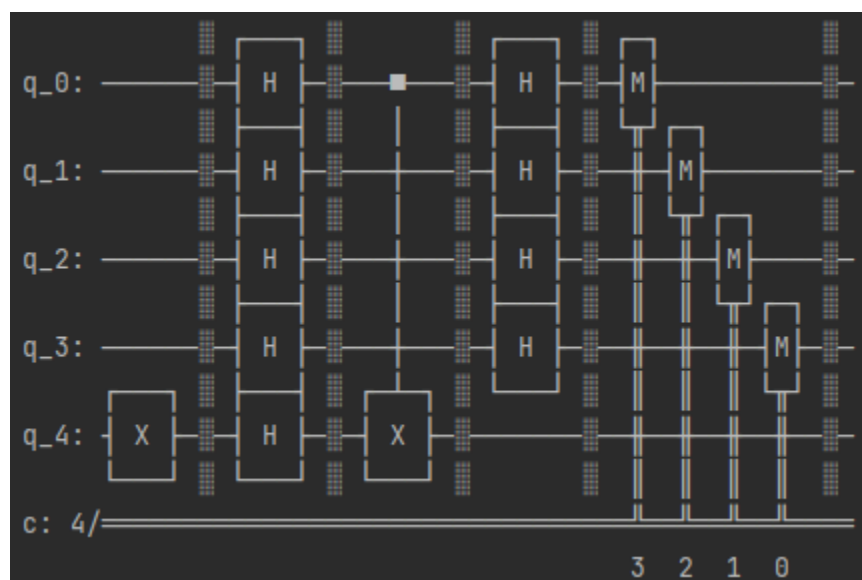 q_0: H ■ H M
q_1: H H M
q_2: H H M
q_3: H H M
q_4: X H X
c: 4/
3 2 1 0